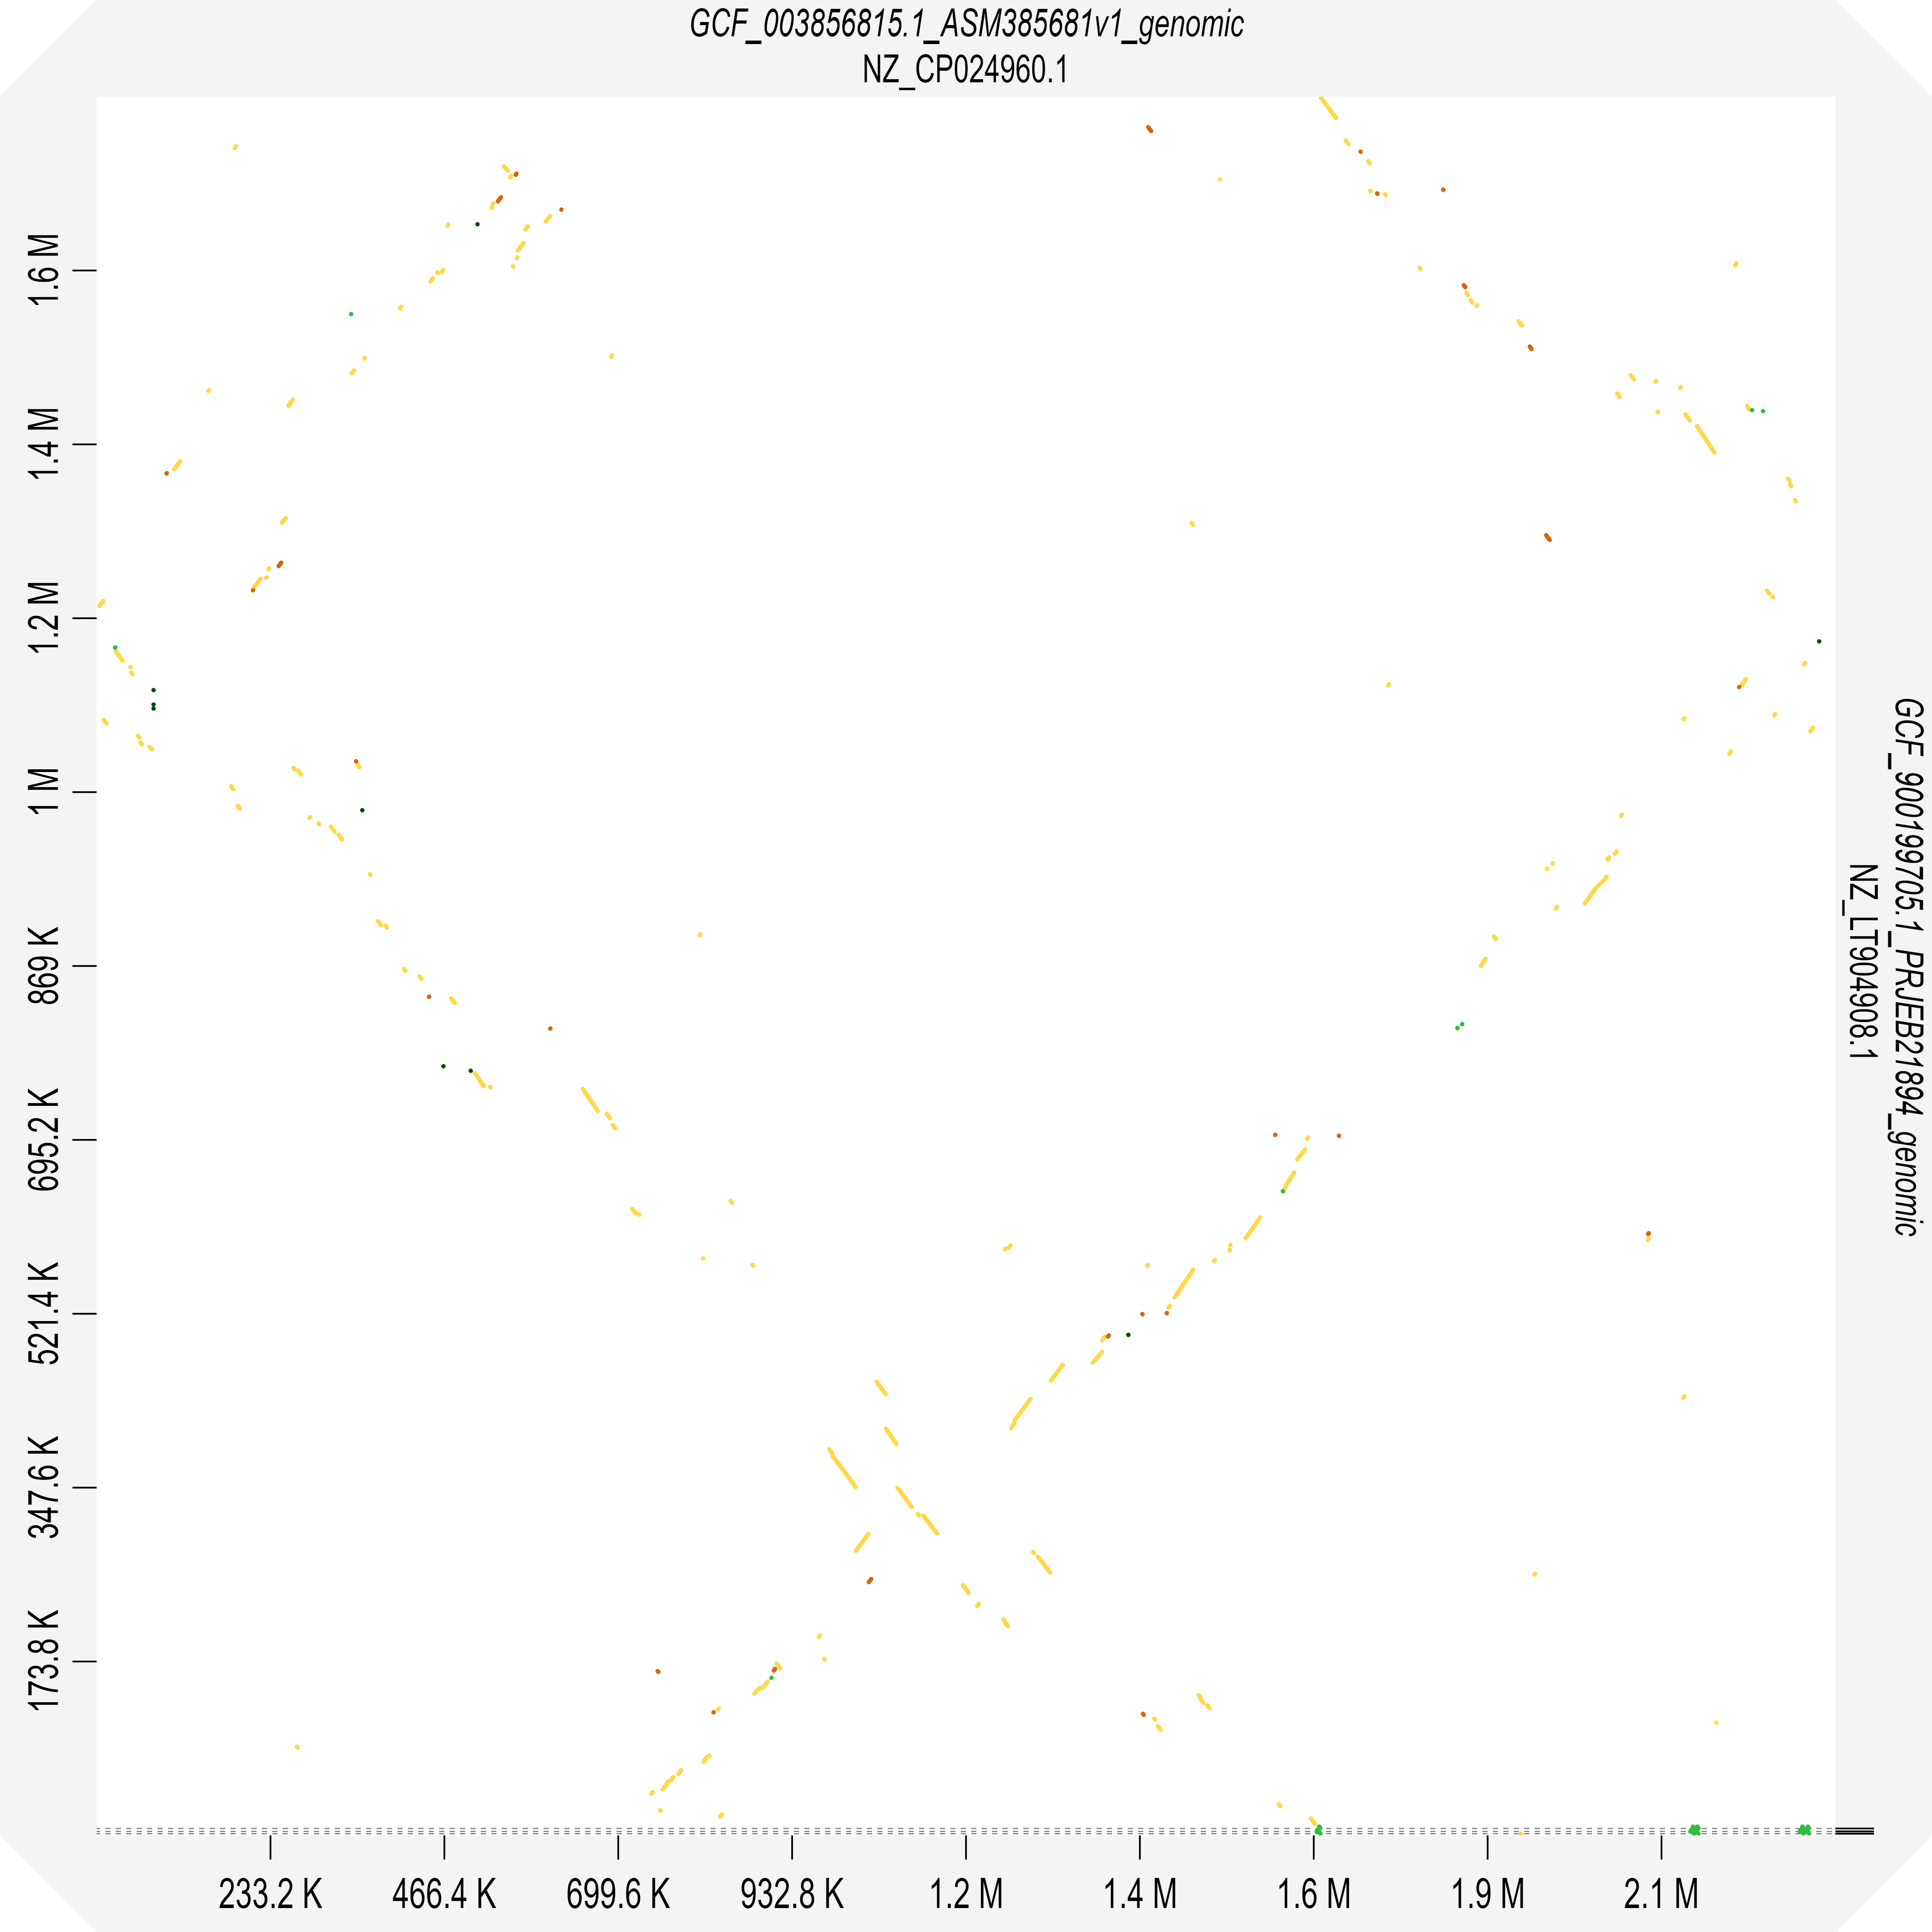 GCF_003856815.1_ASM385681v1_genomic
NZ_CP024960.1
1.6 M
1.4 M
1.2 M
1 M
869 K
695.2 K
521.4 K
347.6 K
173.8 K
GCF_900199705.1_PRJEB21894_genomic
NZ_LT904908.1
233.2 K
466.4 K
699.6 K
932.8 K
1.2 M
1.4 M
1.6 M
1.9 M
2.1 M